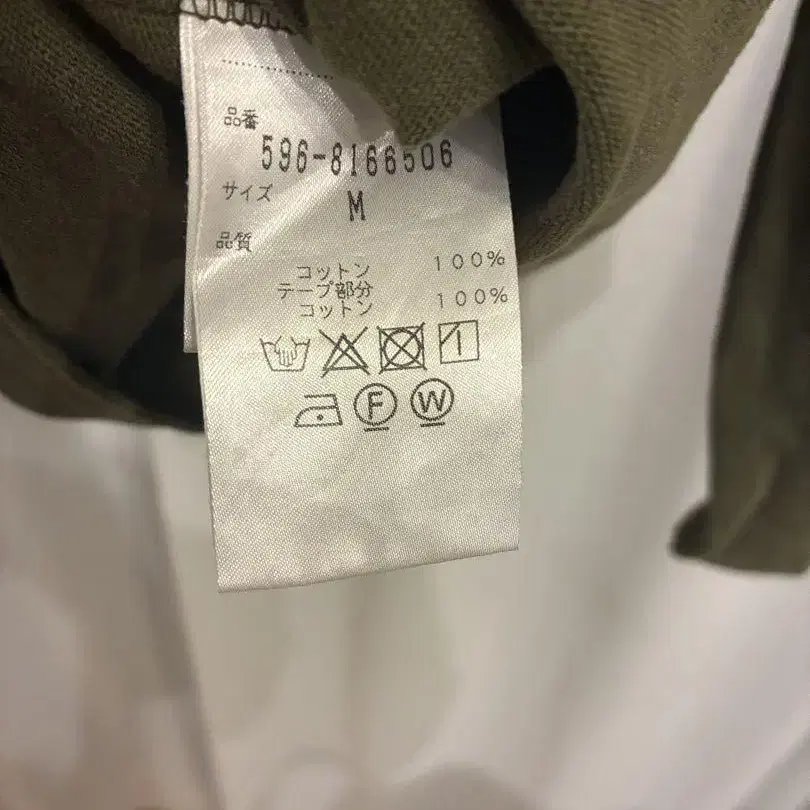 品番
596-8166506
サイズ
M
品質
コットン 100%
テープ部分
コットン 100%
F W